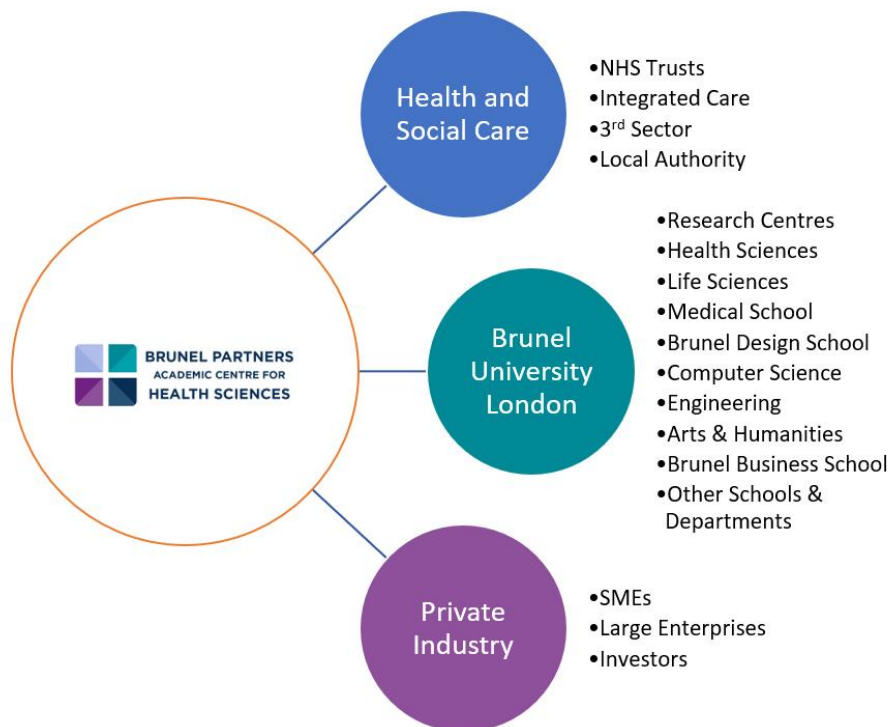 BRUNEL PARTNERS
ACADEMIC CENTRE FOR
HEALTH SCIENCES
Health and
Social Care
•NHS Trusts
•Integrated Care
•3rd Sector
•Local Authority
Brunel
University
London
•Research Centres
•Health Sciences
•Life Sciences
•Medical School
•Brunel Design School
•Computer Science
•Engineering
•Arts & Humanities
•Brunel Business School
•Other Schools &
Departments
Private
Industry
•SMEs
•Large Enterprises
•Investors